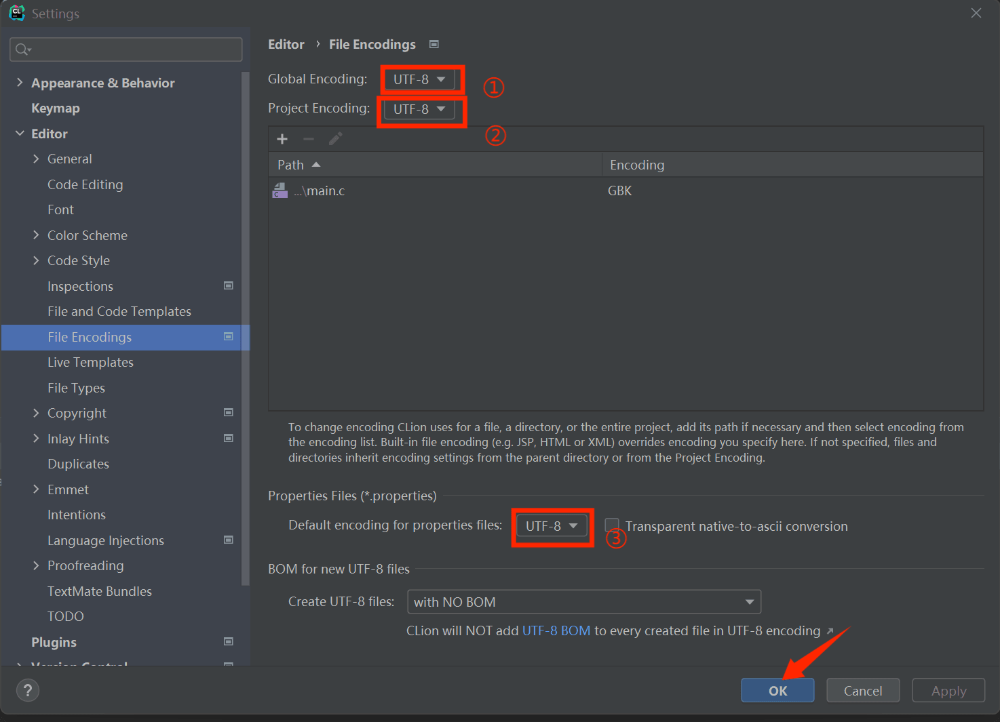 CL Settings
Editor › File Encodings
Global Encoding: UTF-8 ①
Project Encoding: UTF-8 ②
Appearance & Behavior
Keymap
Editor
General
Code Editing
Font
Color Scheme
Code Style
Inspections
File and Code Templates
File Encodings
Live Templates
File Types
Copyright
Inlay Hints
Duplicates
Emmet
Intentions
Language Injections
Proofreading
TextMate Bundles
TODO
Plugins
Version Control
Path Encoding
C ...\main.c GBK
To change encoding CLion uses for a file, a directory, or the entire project, add its path if necessary and then select encoding from
the encoding list. Built-in file encoding (e.g. JSP, HTML or XML) overrides encoding you specify here. If not specified, files and
directories inherit encoding settings from the parent directory or from the Project Encoding.
Properties Files (*.properties)
Default encoding for properties files: UTF-8 Transparent native-to-ascii conversion
③
BOM for new UTF-8 files
Create UTF-8 files: with NO BOM
CLion will NOT add UTF-8 BOM to every created file in UTF-8 encoding ↗
? OK Cancel Apply